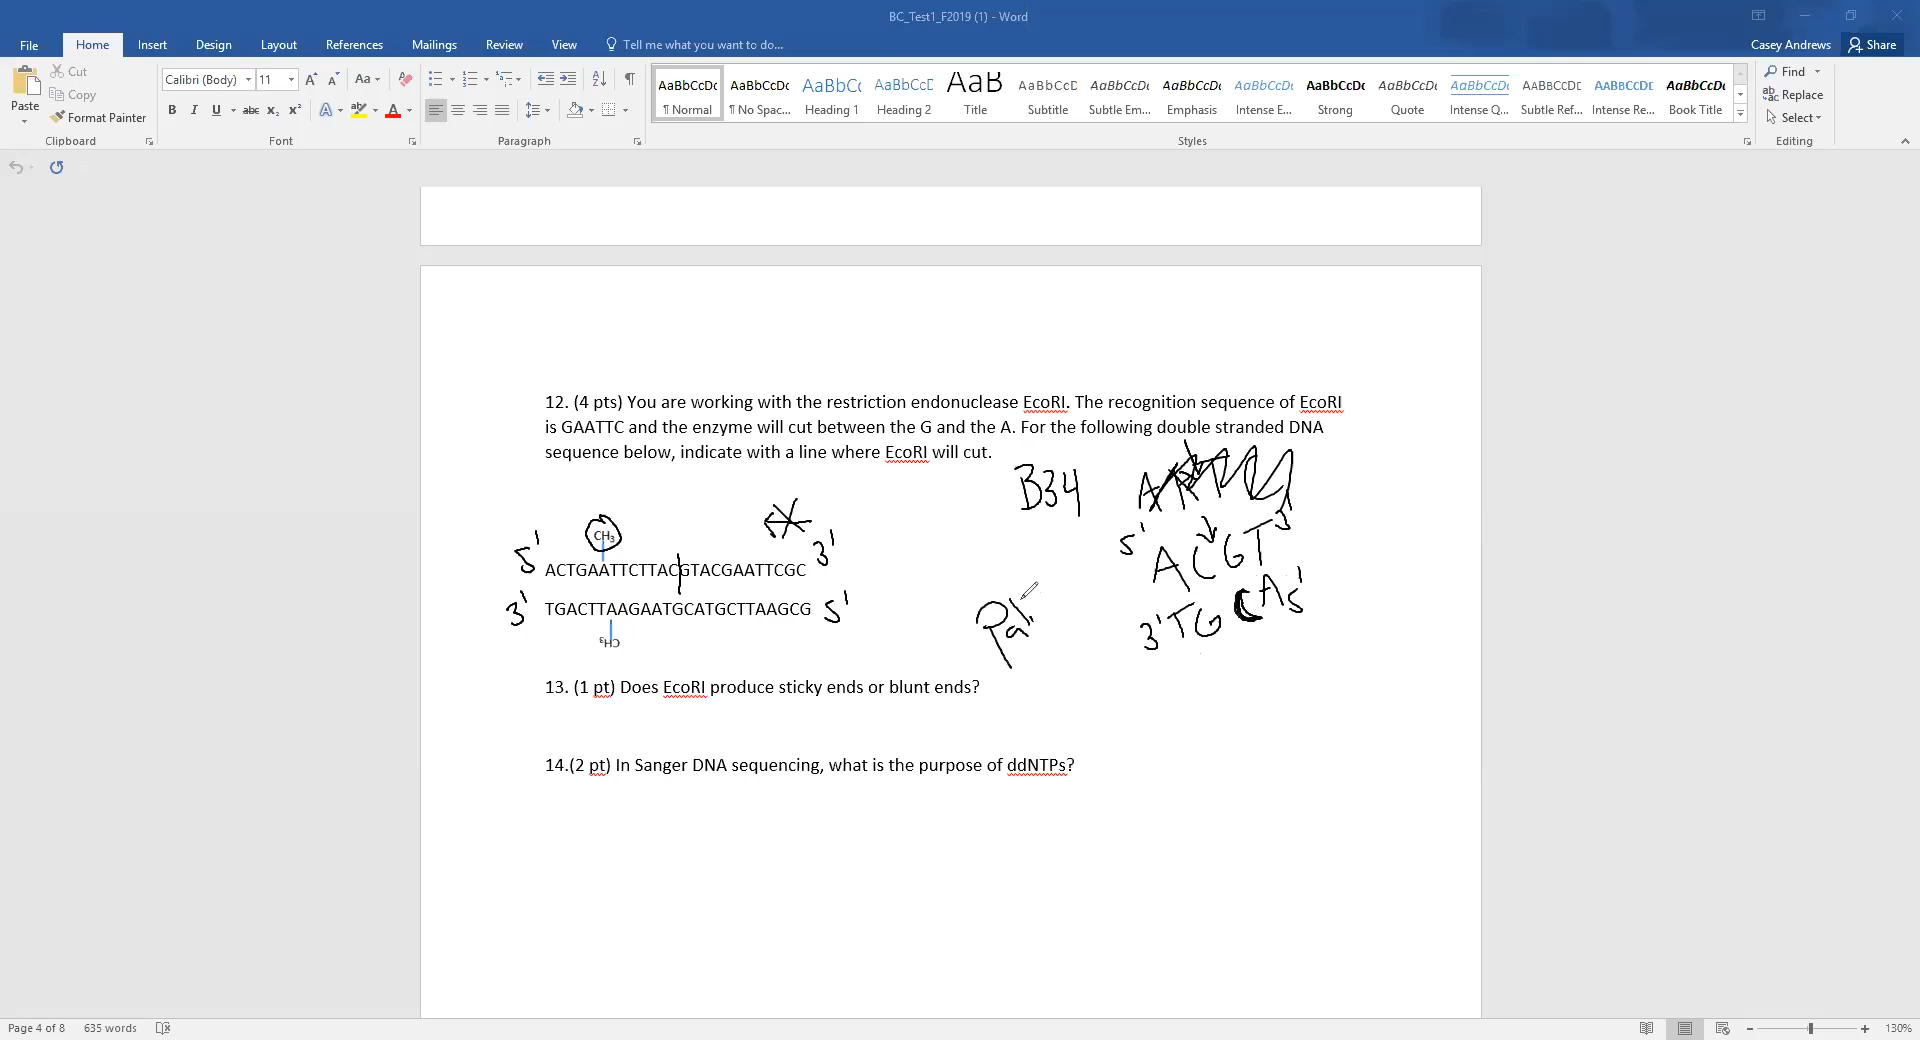 BC_Test1_F2019 (1) - Word
File Home Insert Design Layout References Mailings Review View Tell me what you want to do... Casey Andrews Share
Paste Cut Copy Format Painter
Calibri (Body) 11 Aa
B I U abc X₂ X² A ab A
AaBbCcDc AaBbCcDc AaBbCc AaBbCcD AaB AaBbCcD AaBbCcDc AaBbCcDc AaBbCcDc AaBbCcDc AaBbCcDc AaBbCcDc AABBCCDE AABBCCDE AaBbCcDc
¶ Normal ¶ No Spac... Heading 1 Heading 2 Title Subtitle Subtle Em... Emphasis Intense E... Strong Quote Intense Q... Subtle Ref... Intense Re... Book Title
Find Replace Select
Clipboard Font Paragraph Styles Editing
12. (4 pts) You are working with the restriction endonuclease EcoRI. The recognition sequence of EcoRI
is GAATTC and the enzyme will cut between the G and the A. For the following double stranded DNA
sequence below, indicate with a line where EcoRI will cut.
B34
CH₃
5' ACTGAATTCTTACGTACGAATTCGC 3'
3' TGACTTAAGAATGCATGCTTAAGCG 5'
CH₃
5' ACGT 3'
3' TGCA 5'
13. (1 pt) Does EcoRI produce sticky ends or blunt ends?
14.(2 pt) In Sanger DNA sequencing, what is the purpose of ddNTPs?
Page 4 of 8 635 words 130%